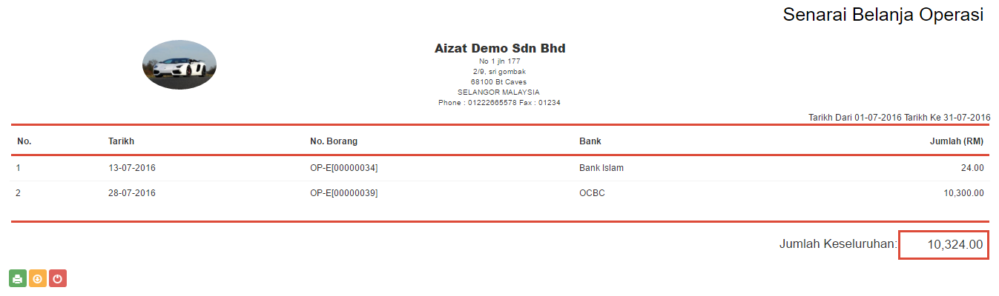 Senarai Belanja Operasi
Aizat Demo Sdn Bhd
No 1 jln 177
2/9, sri gombak
68100 Bt Caves
SELANGOR MALAYSIA
Phone : 01222665578 Fax : 01234
Tarikh Dari 01-07-2016 Tarikh Ke 31-07-2016
No. Tarikh No. Borang Bank Jumlah (RM)
1 13-07-2016 OP-E[00000034] Bank Islam 24.00
2 28-07-2016 OP-E[00000039] OCBC 10,300.00
Jumlah Keseluruhan: 10,324.00